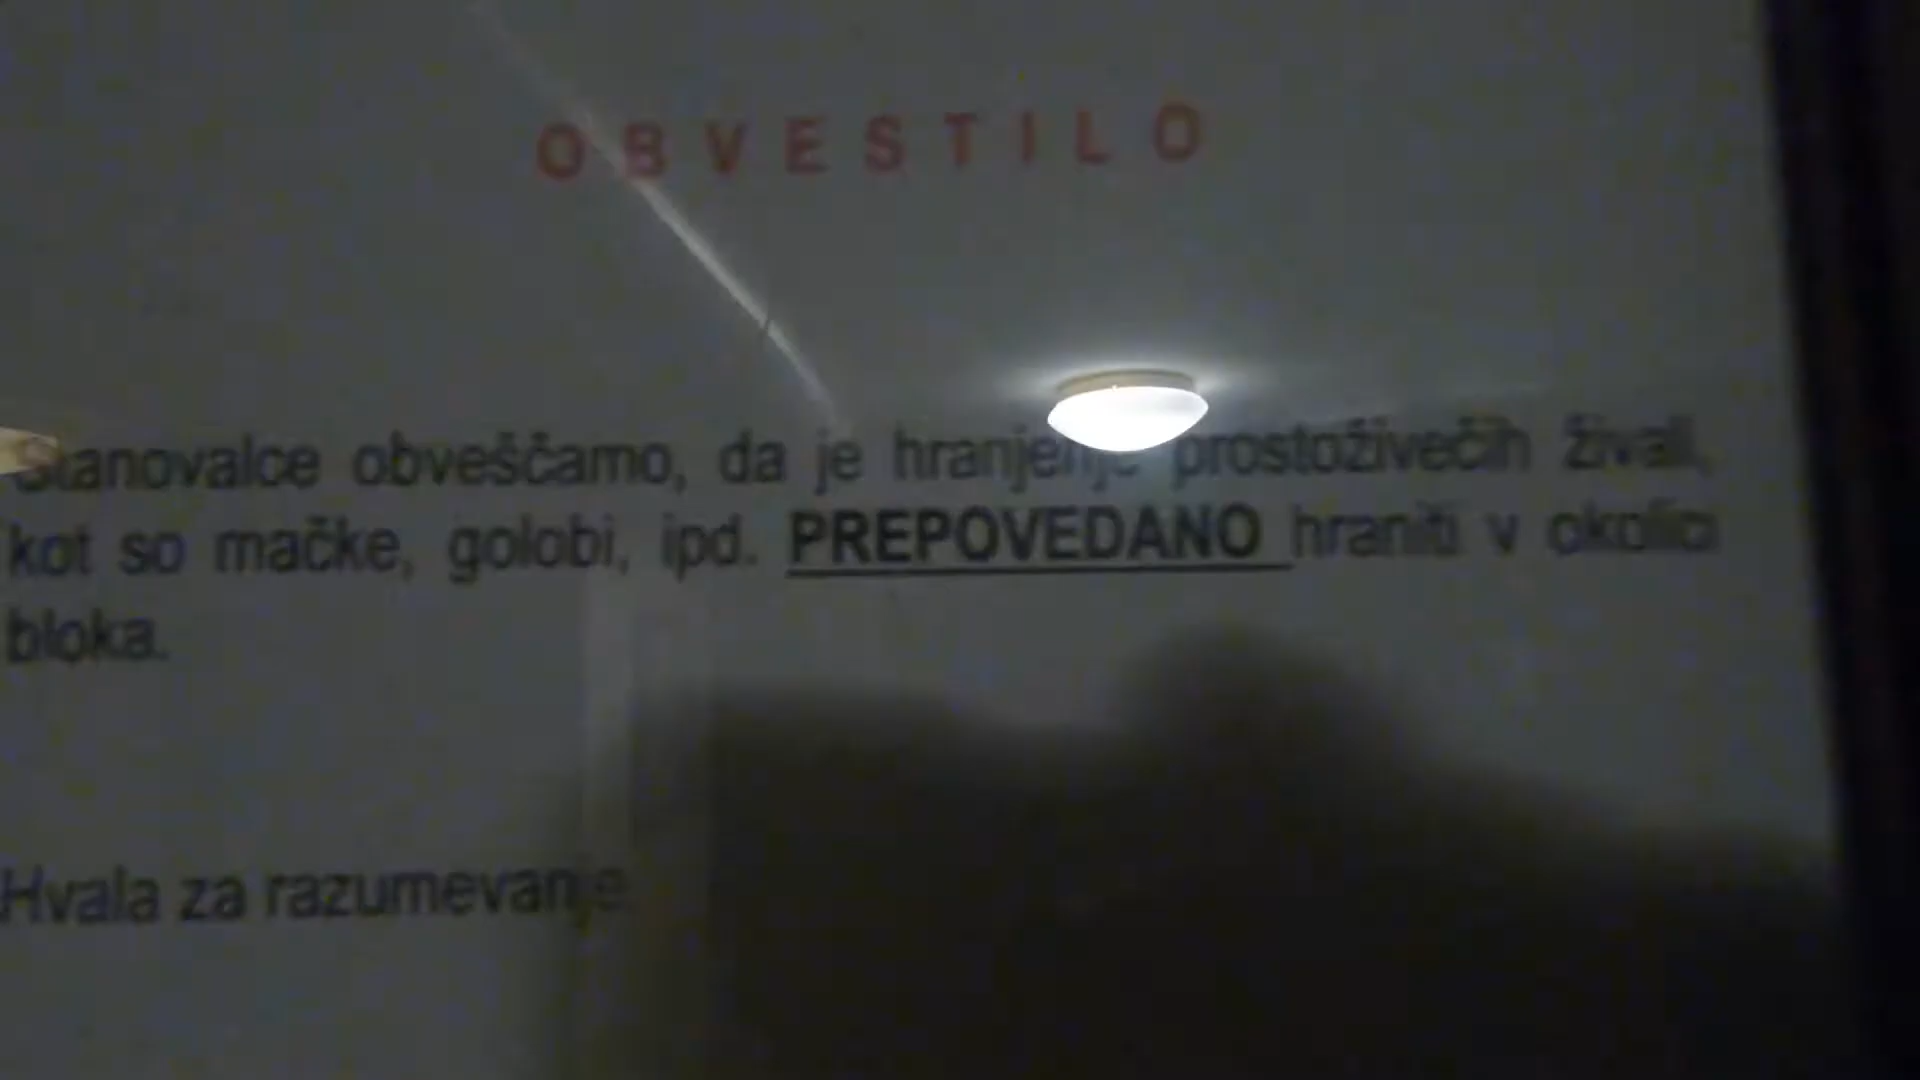 OBVESTILO
Stanovalce obveščamo, da je hranjenje prostoživečih živali,
kot so mačke, golobi, ipd. PREPOVEDANO hraniti v okolici
bloka.
Hvala za razumevanje